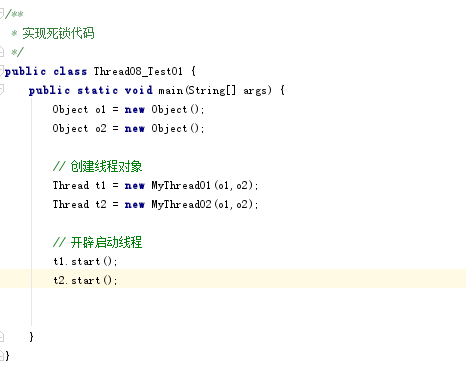 /**
* 实现死锁代码
*/
public class Thread08_Test01 {
public static void main(String[] args) {
Object o1 = new Object();
Object o2 = new Object();
// 创建线程对象
Thread t1 = new MyThread01(o1,o2);
Thread t2 = new MyThread02(o1,o2);
// 开辟启动线程
t1.start();
t2.start();
}
}